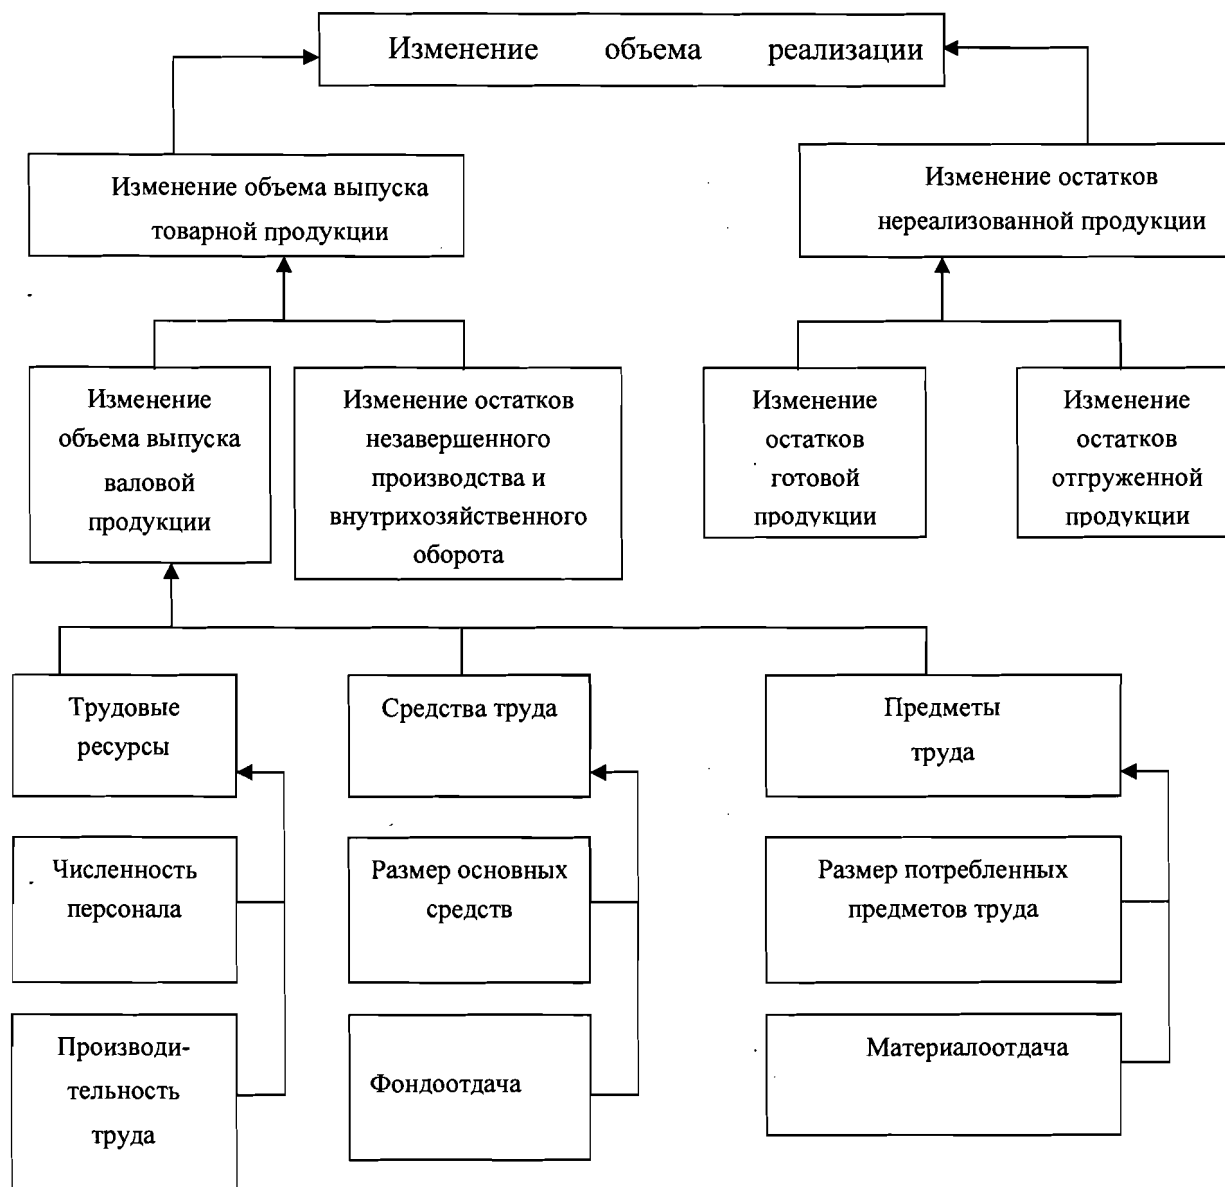 Изменение объема реализации
Изменение объема выпуска
товарной продукции
Изменение остатков
нереализованной продукции
Изменение
объема выпуска
валовой
продукции
Изменение остатков
незавершенного
производства и
внутрихозяйственного
оборота
Изменение
остатков
готовой
продукции
Изменение
остатков
отгруженной
продукции
Трудовые
ресурсы
Средства труда
Предметы
труда
Численность
персонала
Размер основных
средств
Размер потребленных
предметов труда
Производи-
тельность
труда
Фондоотдача
Материалоотдача